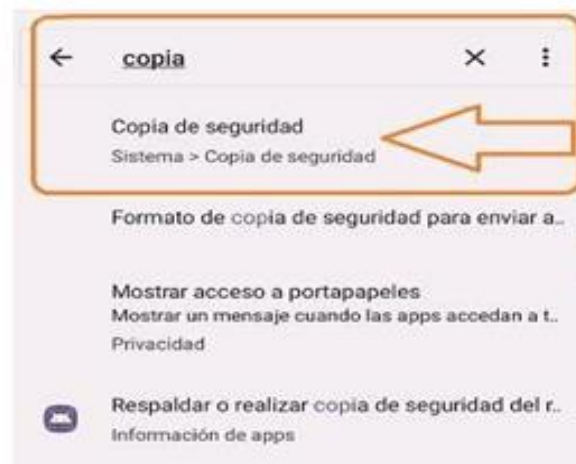 copia
Copia de seguridad
Sistema > Copia de seguridad
Formato de copia de seguridad para enviar a..
Mostrar acceso a portapapeles
Mostrar un mensaje cuando las apps accedan a t..
Privacidad
Respaldar o realizar copia de seguridad del r..
Información de apps